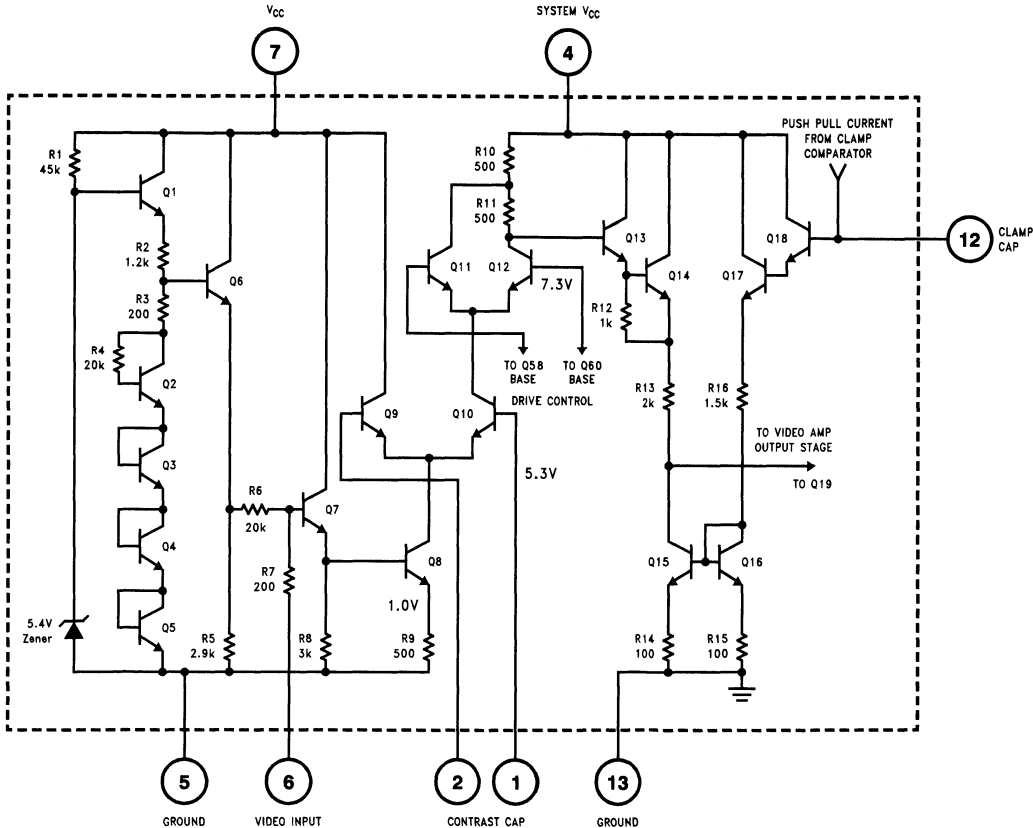 VCC
SYSTEM VCC
7
4
PUSH PULL CURRENT
FROM CLAMP
COMPARATOR
R1
45k
Q1
R2
1.2k
R3
200
R4
20k
Q2
Q3
Q4
Q5
5.4V
Zener
Q6
R5
2.9k
R6
20k
R7
200
Q7
R8
3k
Q8
1.0V
R9
500
Q9
Q10
5.3V
R10
500
R11
500
Q11
Q12
7.3V
TO Q58
BASE
TO Q60
BASE
DRIVE CONTROL
Q13
Q14
R12
1k
R13
2k
Q17
Q18
R16
1.5k
12
CLAMP
CAP
TO VIDEO AMP
OUTPUT STAGE
TO Q19
Q15
Q16
R14
100
R15
100
5
6
2
1
13
GROUND
VIDEO INPUT
CONTRAST CAP
GROUND